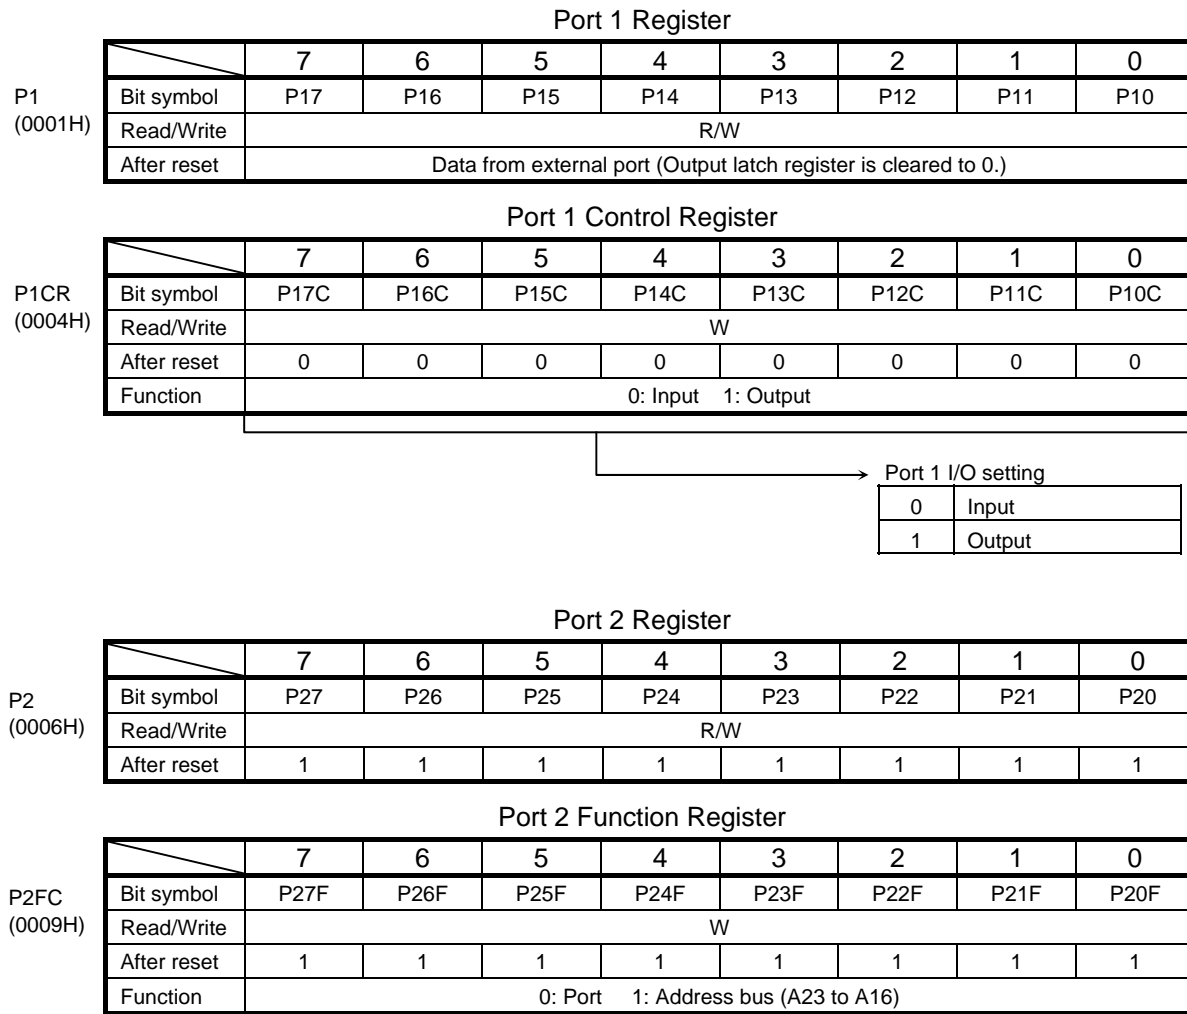 Port 1 Register
7 6 5 4 3 2 1 0
P1
(0001H)
Bit symbol P17 P16 P15 P14 P13 P12 P11 P10
Read/Write R/W
After reset Data from external port (Output latch register is cleared to 0.)
Port 1 Control Register
7 6 5 4 3 2 1 0
P1CR
(0004H)
Bit symbol P17C P16C P15C P14C P13C P12C P11C P10C
Read/Write W
After reset 0 0 0 0 0 0 0 0
Function 0: Input 1: Output
Port 1 I/O setting
0 Input
1 Output
Port 2 Register
7 6 5 4 3 2 1 0
P2
(0006H)
Bit symbol P27 P26 P25 P24 P23 P22 P21 P20
Read/Write R/W
After reset 1 1 1 1 1 1 1 1
Port 2 Function Register
7 6 5 4 3 2 1 0
P2FC
(0009H)
Bit symbol P27F P26F P25F P24F P23F P22F P21F P20F
Read/Write W
After reset 1 1 1 1 1 1 1 1
Function 0: Port 1: Address bus (A23 to A16)